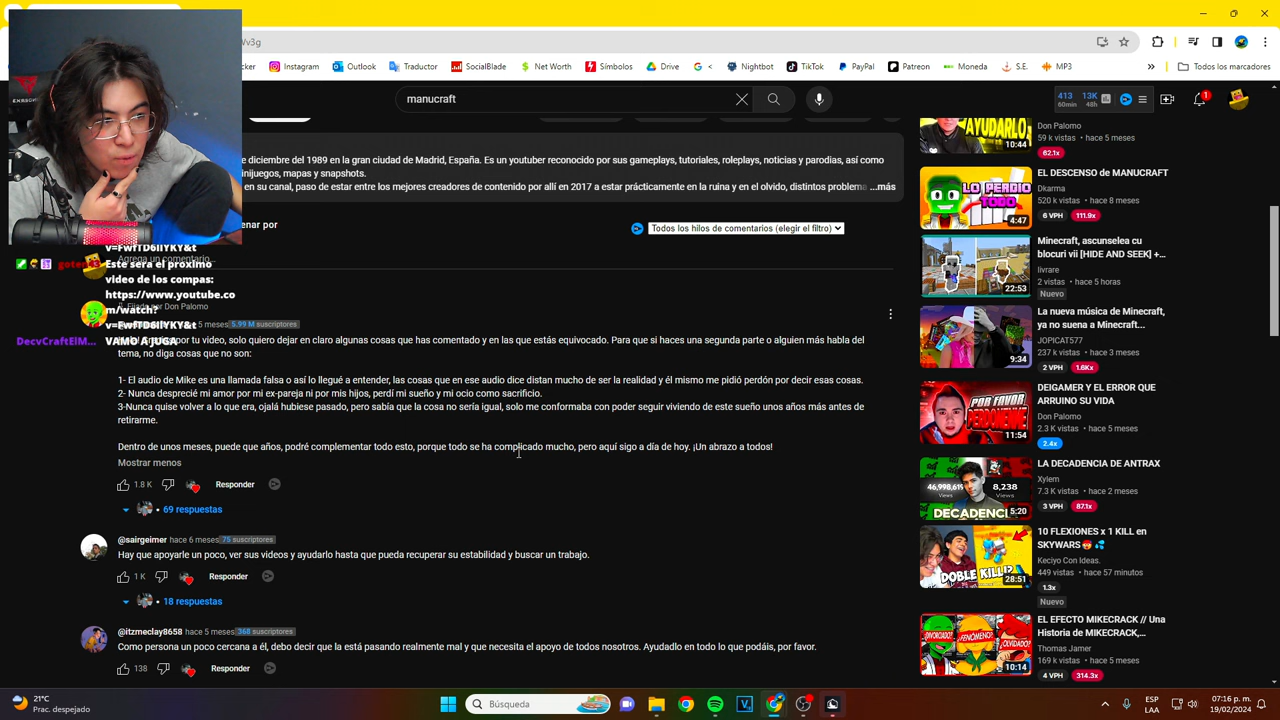 Vv3g
Instagram
Outlook
Traductor
SocialBlade
Net Worth
Símbolos
Drive
G <
Nightbot
TikTok
PayPal
Patreon
Moneda
S.E.
MP3
»
Todos los marcadores
manucraft
413
60min
13K
48h
1
e diciembre del 1989 en la gran ciudad de Madrid, España. Es un youtuber reconocido por sus gameplays, tutoriales, roleplays, noticias y parodias, así como
inijuegos, mapas y snapshots.
en su canal, paso de estar entre los mejores creadores de contenido por allí en 2017 a estar prácticamente en la ruina y en el olvido, distintos problema ...más
enar por
Todos los hilos de comentarios (elegir el filtro)
v=FwfTD6IlYKY&t
Agrega un comentario...
Este sera el proximo
video de los compas:
https://www.youtube.co
m/watch?
v=FwfTD6IlYKY&t
VAMO A JUGA
DecvCraftElM...
Fijado por Don Palomo
5 meses 5.99 M suscriptores
por tu video, solo quiero dejar en claro algunas cosas que has comentado y en las que estás equivocado. Para que si haces una segunda parte o alguien más habla del
tema, no diga cosas que no son:
1- El audio de Mike es una llamada falsa o así lo llegué a entender, las cosas que en ese audio dice distan mucho de ser la realidad y él mismo me pidió perdón por decir esas cosas.
2- Nunca desprecié mi amor por mi ex-pareja ni por mis hijos, perdí mi sueño y mi ocio como sacrificio.
3-Nunca quise volver a lo que era, ojalá hubiese pasado, pero sabía que la cosa no sería igual, solo me conformaba con poder seguir viviendo de este sueño unos años más antes de
retirarme.
Dentro de unos meses, puede que años, podré complementar todo esto, porque todo se ha complicado mucho, pero aquí sigo a día de hoy. ¡Un abrazo a todos!
Mostrar menos
1.8 K
Responder
69 respuestas
@sairgeimer hace 6 meses 75 suscriptores
Hay que apoyarle un poco, ver sus videos y ayudarlo hasta que pueda recuperar su estabilidad y buscar un trabajo.
1 K
Responder
18 respuestas
@itzmeclay8658 hace 5 meses 368 suscriptores
Como persona un poco cercana a él, debo decir que la está pasando realmente mal y que necesita el apoyo de todos nosotros. Ayudadlo en todo lo que podáis, por favor.
138
Responder
AYUDARLO.
10:44
Don Palomo
59 k vistas • hace 5 meses
62.1x
LO PERDIO
TODO
4:47
EL DESCENSO de MANUCRAFT
Dkarma
520 k vistas • hace 8 meses
6 VPH
111.9x
22:53
Minecraft, ascunselea cu
blocuri vii [HIDE AND SEEK] +...
livrare
2 vistas • hace 5 horas
Nuevo
9:34
La nueva música de Minecraft,
ya no suena a Minecraft...
JOPICAT577
237 k vistas • hace 3 meses
2 VPH
1.6Kx
PERDONENME
11:54
DEIGAMER Y EL ERROR QUE
ARRUINO SU VIDA
Don Palomo
2.3 K vistas • hace 5 meses
2.4x
46,998,619
Views
8,238
Views
DECADENCI
5:20
LA DECADENCIA DE ANTRAX
Xylem
7.3 K vistas • hace 2 meses
3 VPH
87.1x
DOBLE KILL!?
28:51
10 FLEXIONES x 1 KILL en
SKYWARS
Keciyo Con Ideas.
449 vistas • hace 57 minutos
1.3x
Nuevo
¿DIVORCIADO?
¿FENÓMENO?
¿OLVIDADO?
10:14
EL EFECTO MIKECRACK // Una
Historia de MIKECRACK,...
Thomas Jamer
169 k vistas • hace 5 meses
4 VPH
314.3x
21°C
Prac. despejado
Búsqueda
ESP
LAA
07:16 p. m.
19/02/2024